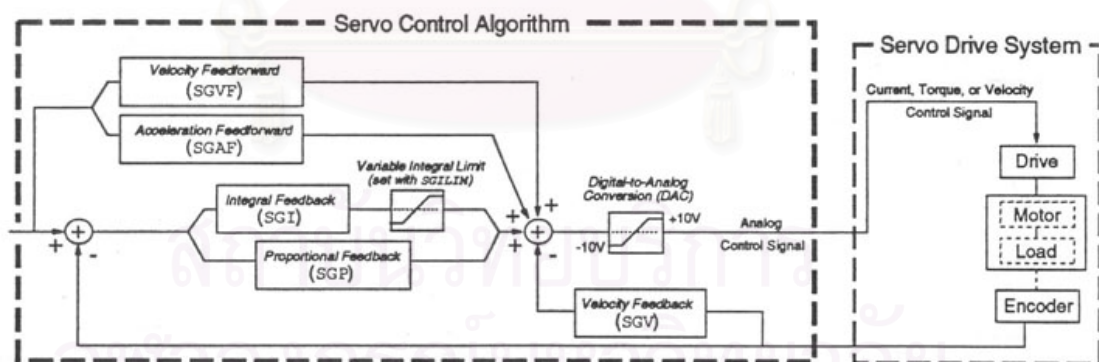 Servo Control Algorithm
Servo Drive System
Velocity Feedforward
(SGVF)
Acceleration Feedforward
(SGAF)
Variable Integral Limit
(set with SGILIM)
Integral Feedback
(SGI)
Proportional Feedback
(SGP)
Velocity Feedback
(SGV)
Digital-to-Analog
Conversion (DAC)
+10V
-10V
Analog
Control Signal
Current, Torque, or Velocity
Control Signal
Drive
Motor
Load
Encoder
+
+
-
+
+
+
+
+
-